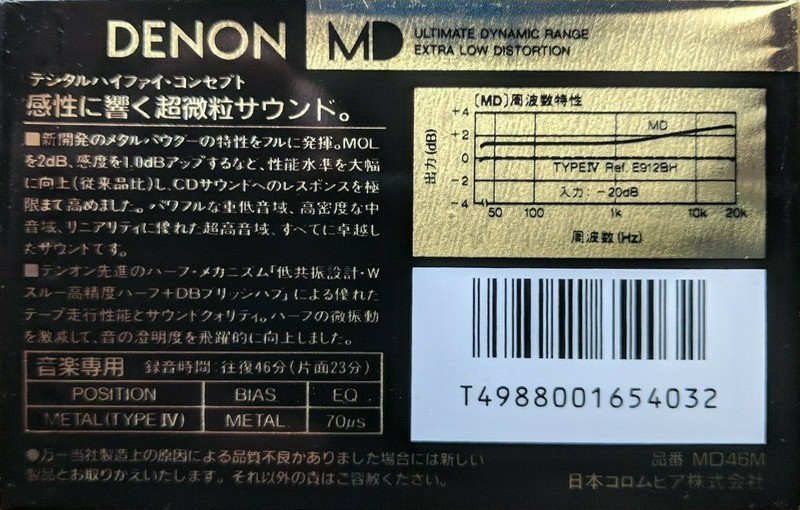 DENON MD
ULTIMATE DYNAMIC RANGE
EXTRA LOW DISTORTION
デジタルハイファイ・コンセプト
感性に響く超微粒サウンド。
■新開発のメタルパウダーの特性をフルに発揮。MOL
を2dB、感度を1.0dBアップするなど、性能水準を大幅
に向上(従来品比)し、CDサウンドへのレスポンスを極
限まで高めました。パワフルな重低音域、高密度な中
音域、リニアリティに優れた超高音域、すべてに卓越し
たサウンドです。
■デンオン先進のハーフ・メカニズム「低共振設計・W
スルー高精度ハーフ+DBブリッジハブ」による優れた
テープ走行性能とサウンドクォリティ。ハーフの微振動
を激減して、音の澄明度を飛躍的に向上しました。
音楽専用 録音時間:往復46分(片面23分)
POSITION BIAS EQ
METAL(TYPE IV) METAL 70μs
●万一当社製造上の原因による品質不良がありました場合には新しい
製品とお取りかえいたします。それ以外の責はご容赦ください。
[MD]周波数特性
出力(dB)
+4
+2
0
-2
-4
MD
TYPE IV Ref. E912BH
入力:-20dB
50 100 1k 10k 20k
周波数(Hz)
T4988001654032
品番 MD46M
日本コロムビア株式会社